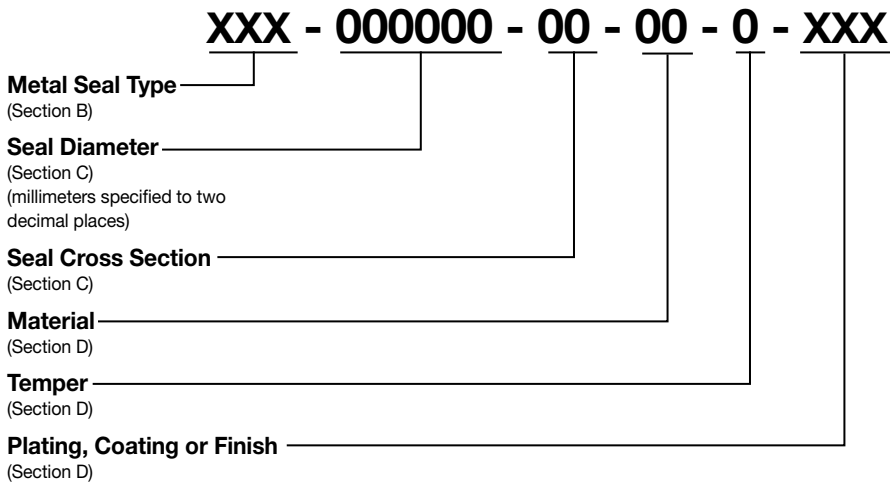 XXX - 000000 - 00 - 00 - 0 - XXX
Metal Seal Type
(Section B)
Seal Diameter
(Section C)
(millimeters specified to two
decimal places)
Seal Cross Section
(Section C)
Material
(Section D)
Temper
(Section D)
Plating, Coating or Finish
(Section D)